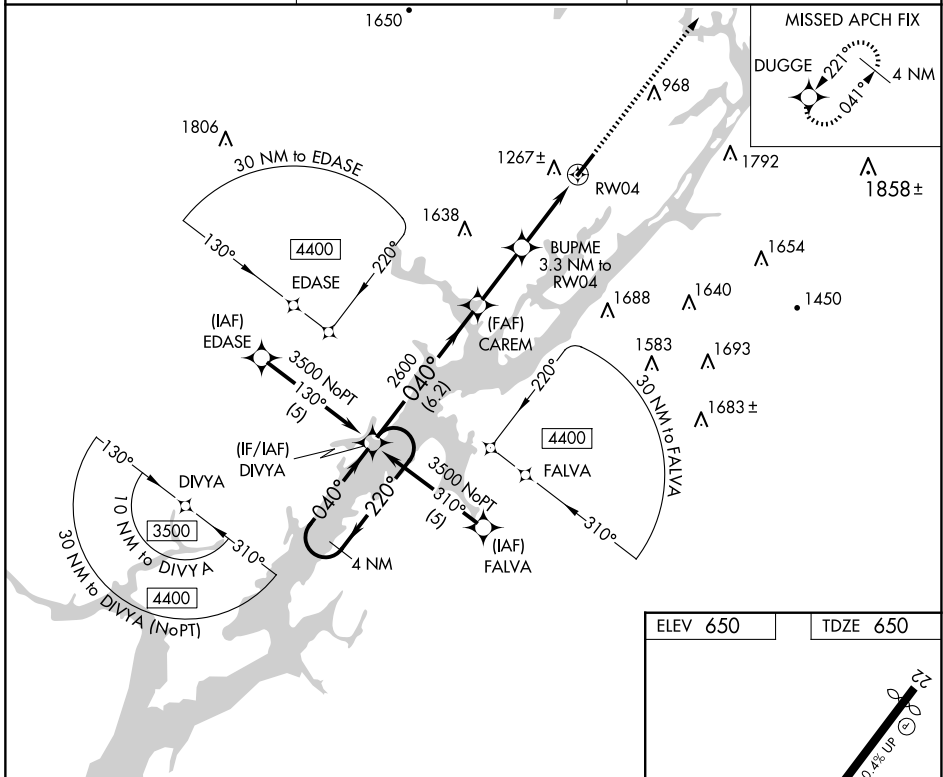 1650
MISSED APCH FIX
DUGGE
221°
041°
4 NM
968
1806
30 NM to EDASE
1267±
RW04
1792
1858±
1638
130°
4400
220°
EDASE
BUPME
3.3 NM to
RW04
1654
1688
1640
1450
(IAF)
EDASE
(FAF)
CAREM
3500 NoPT
130°
(5)
2600
040°
(6.2)
1583
1693
220°
30 NM to FALVA
1683±
4400
FALVA
310°
(IF/IAF)
DIVYA
3500 NoPT
310°
(5)
130°
DIVYA
040°
220°
10 NM to DIVYA
3500
310°
30 NM to DIVYA (NoPT)
4400
4 NM
(IAF)
FALVA
ELEV 650
TDZE 650
22
P
0.4% UP